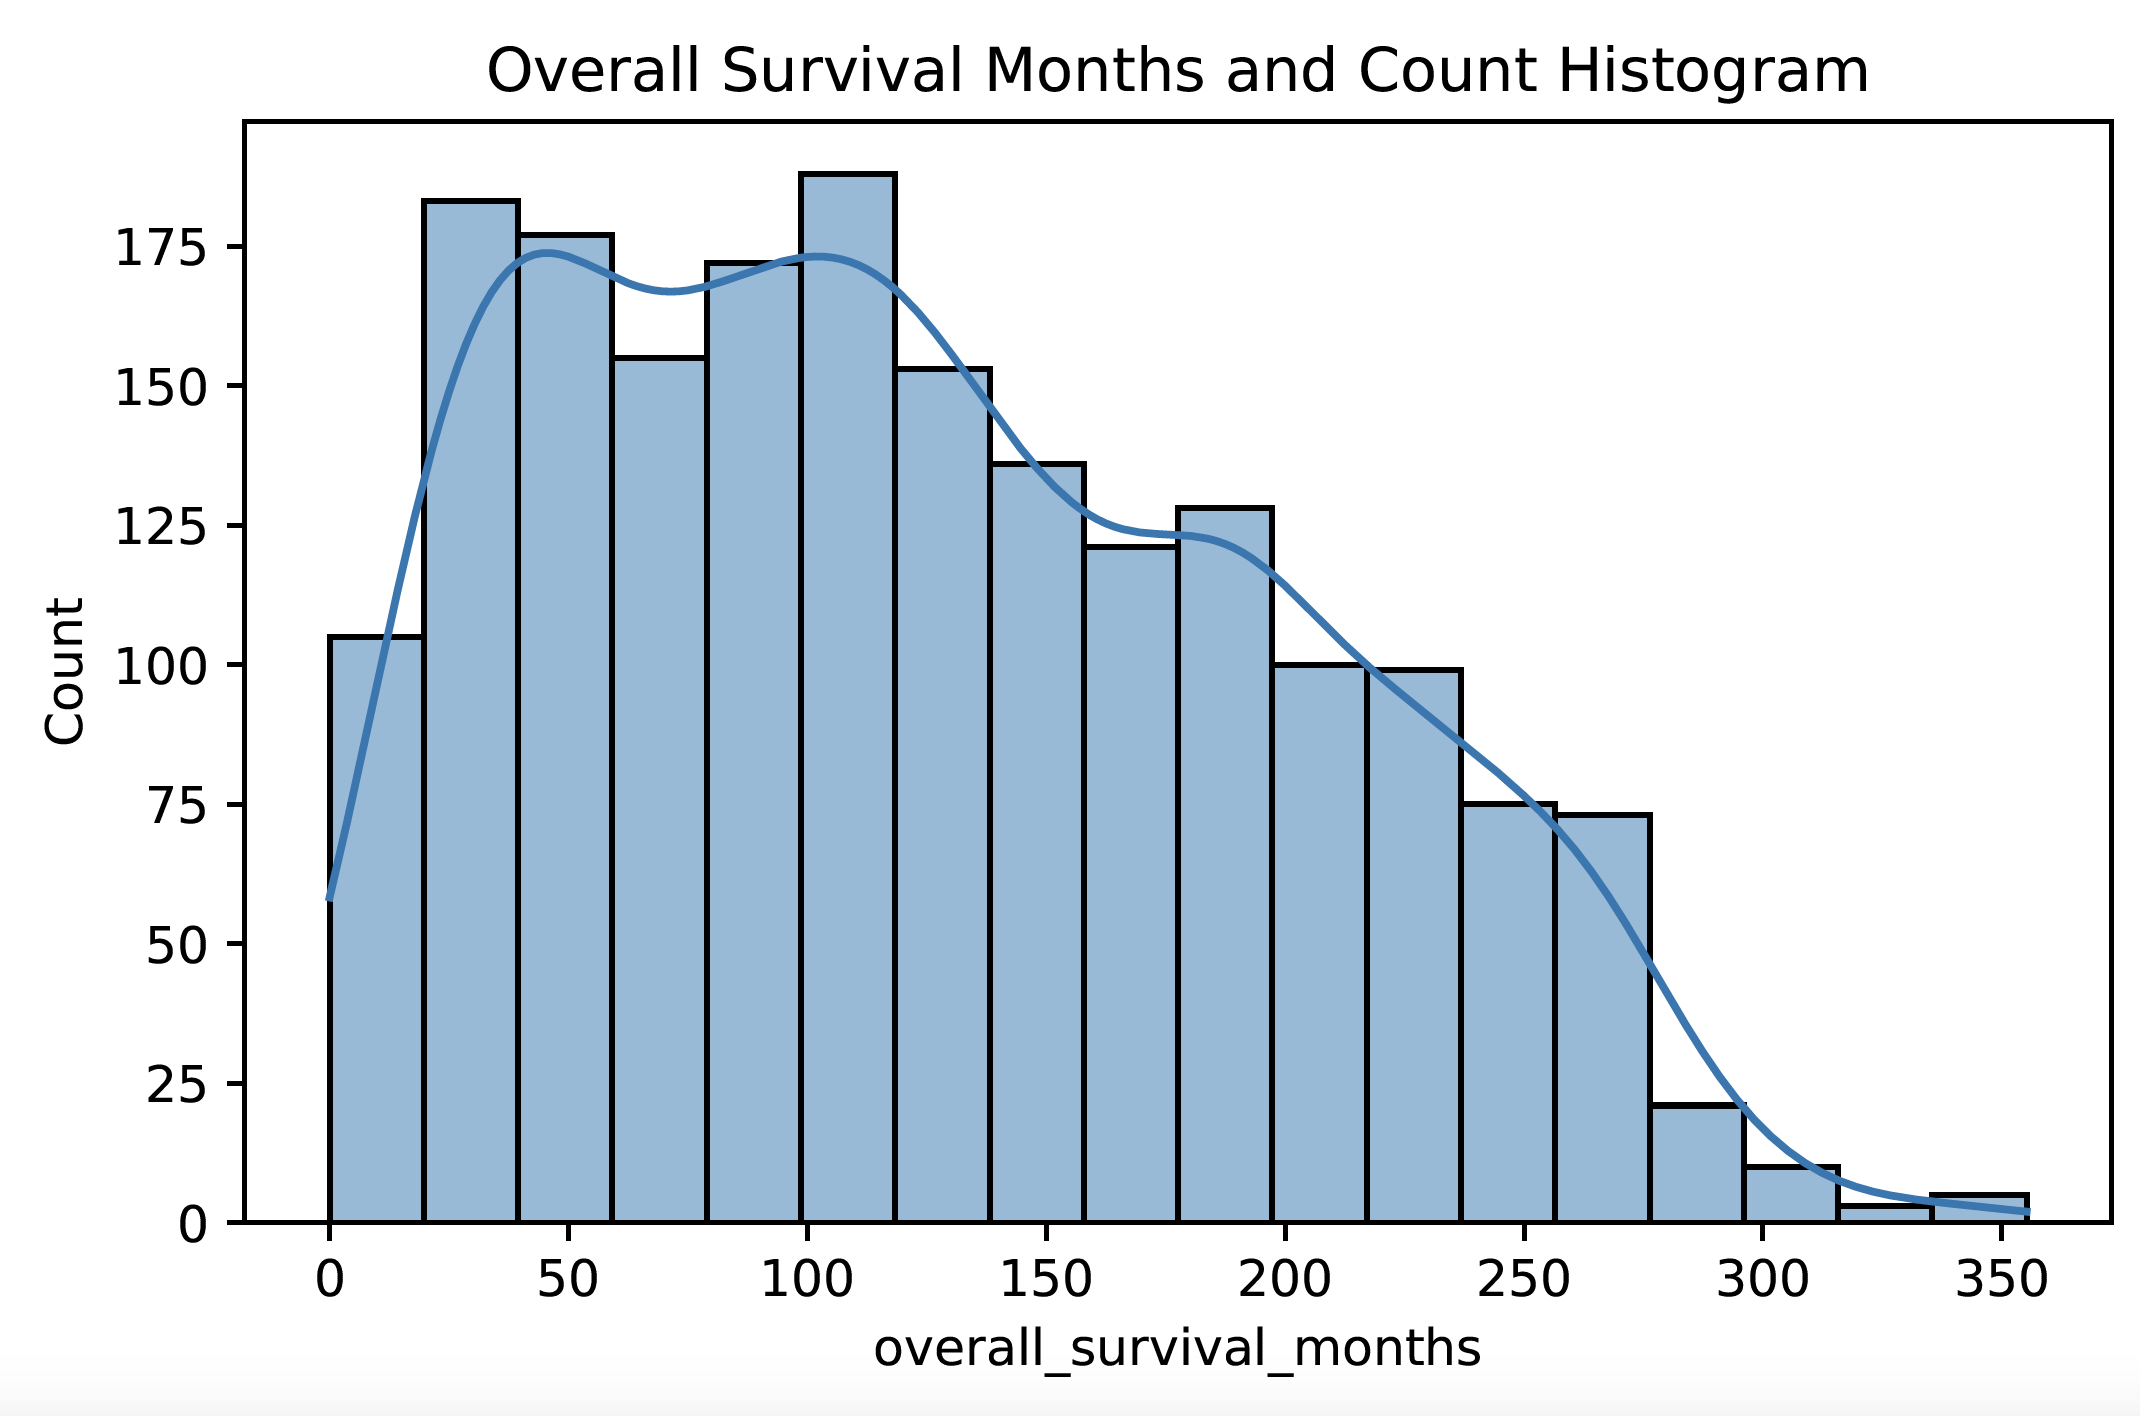 Overall Survival Months and Count Histogram
175
150
125
100
75
50
25
0
Count
0 50 100 150 200 250 300 350
overall_survival_months